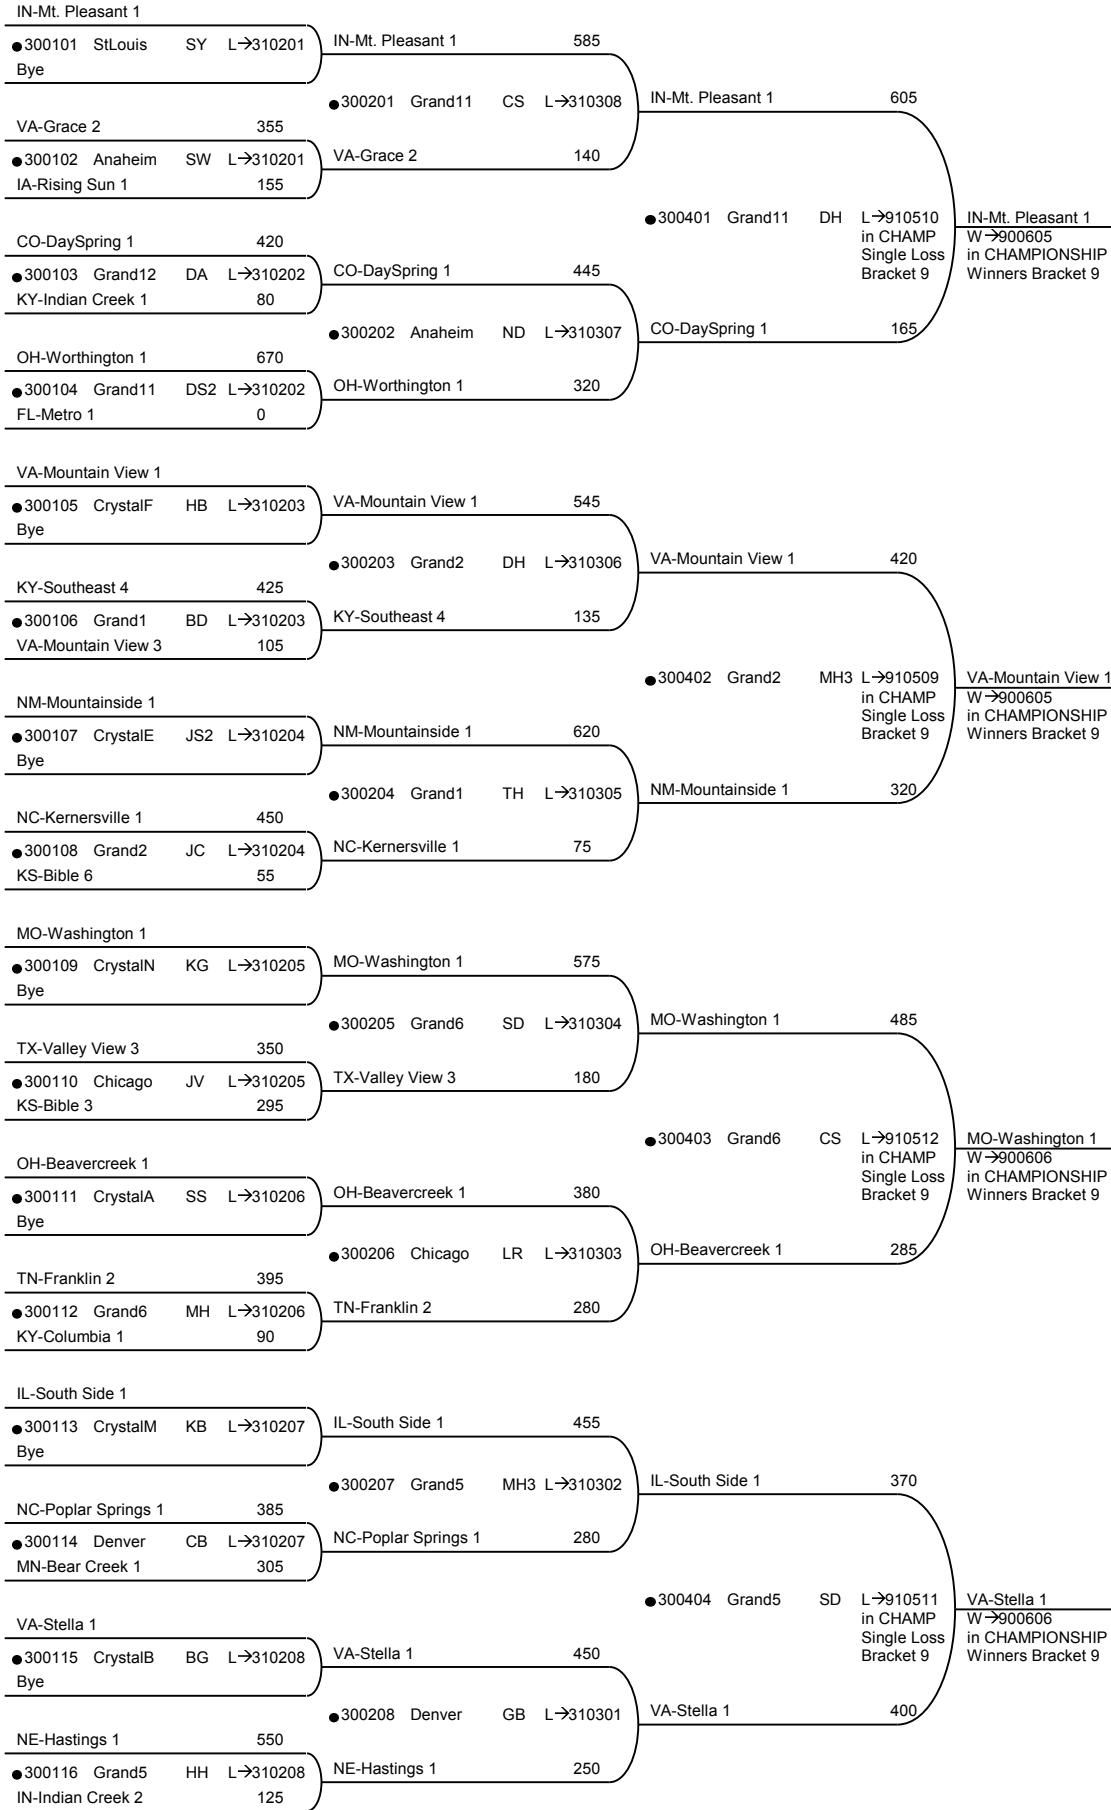 IN-Mt. Pleasant 1
●300101 StLouis SY L→310201
Bye
VA-Grace 2 355
●300102 Anaheim SW L→310201
IA-Rising Sun 1 155
CO-DaySpring 1 420
●300103 Grand12 DA L→310202
KY-Indian Creek 1 80
OH-Worthington 1 670
●300104 Grand11 DS2 L→310202
FL-Metro 1 0
VA-Mountain View 1
●300105 CrystalF HB L→310203
Bye
KY-Southeast 4 425
●300106 Grand1 BD L→310203
VA-Mountain View 3 105
NM-Mountainside 1
●300107 CrystalE JS2 L→310204
Bye
NC-Kernersville 1 450
●300108 Grand2 JC L→310204
KS-Bible 6 55
MO-Washington 1
●300109 CrystalN KG L→310205
Bye
TX-Valley View 3 350
●300110 Chicago JV L→310205
KS-Bible 3 295
OH-Beavercreek 1
●300111 CrystalA SS L→310206
Bye
TN-Franklin 2 395
●300112 Grand6 MH L→310206
KY-Columbia 1 90
IL-South Side 1
●300113 CrystalM KB L→310207
Bye
NC-Poplar Springs 1 385
●300114 Denver CB L→310207
MN-Bear Creek 1 305
VA-Stella 1
●300115 CrystalB BG L→310208
Bye
NE-Hastings 1 550
●300116 Grand5 HH L→310208
IN-Indian Creek 2 125
IN-Mt. Pleasant 1 585
●300201 Grand11 CS L→310308
VA-Grace 2 140
CO-DaySpring 1 445
●300202 Anaheim ND L→310307
OH-Worthington 1 320
VA-Mountain View 1 545
●300203 Grand2 DH L→310306
KY-Southeast 4 135
NM-Mountainside 1 620
●300204 Grand1 TH L→310305
NC-Kernersville 1 75
MO-Washington 1 575
●300205 Grand6 SD L→310304
TX-Valley View 3 180
OH-Beavercreek 1 380
●300206 Chicago LR L→310303
TN-Franklin 2 280
IL-South Side 1 455
●300207 Grand5 MH3 L→310302
NC-Poplar Springs 1 280
VA-Stella 1 450
●300208 Denver GB L→310301
NE-Hastings 1 250
IN-Mt. Pleasant 1 605
●300401 Grand11 DH L→910510
in CHAMP
Single Loss
Bracket 9
CO-DaySpring 1 165
VA-Mountain View 1 420
●300402 Grand2 MH3 L→910509
in CHAMP
Single Loss
Bracket 9
NM-Mountainside 1 320
MO-Washington 1 485
●300403 Grand6 CS L→910512
in CHAMP
Single Loss
Bracket 9
OH-Beavercreek 1 285
IL-South Side 1 370
●300404 Grand5 SD L→910511
in CHAMP
Single Loss
Bracket 9
VA-Stella 1 400
IN-Mt. Pleasant 1
W→900605
in CHAMPIONSHIP
Winners Bracket 9
VA-Mountain View 1
W→900605
in CHAMPIONSHIP
Winners Bracket 9
MO-Washington 1
W→900606
in CHAMPIONSHIP
Winners Bracket 9
VA-Stella 1
W→900606
in CHAMPIONSHIP
Winners Bracket 9